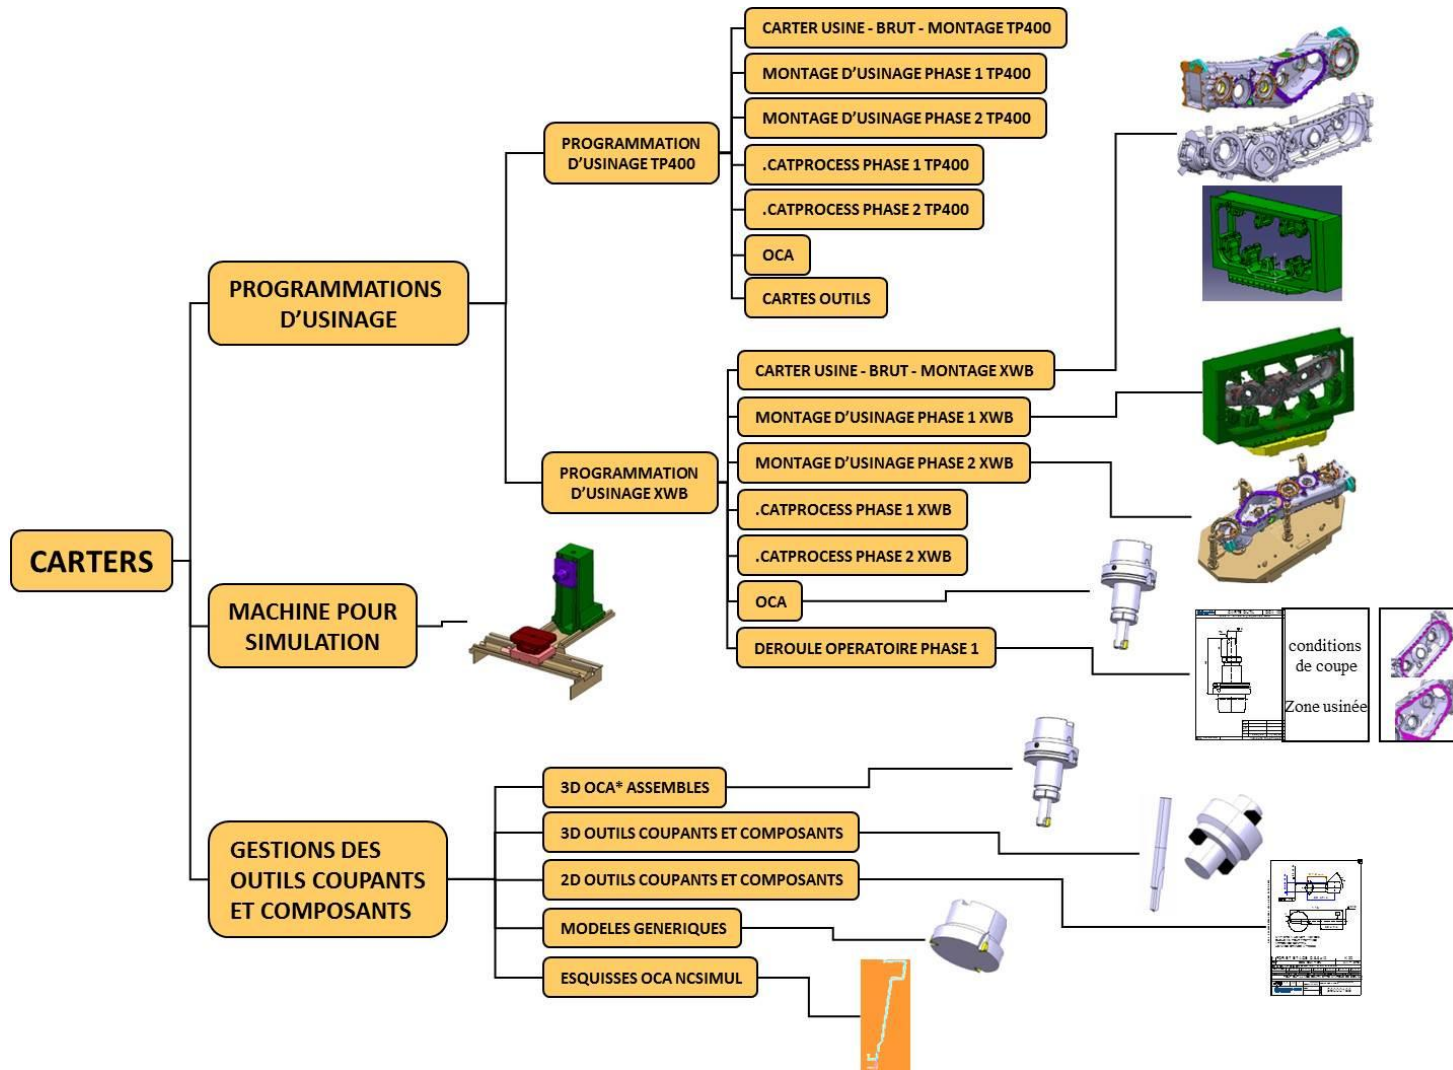 CARTERS
PROGRAMMATIONS
D’USINAGE
PROGRAMMATION
D’USINAGE TP400
CARTER USINE - BRUT - MONTAGE TP400
MONTAGE D’USINAGE PHASE 1 TP400
MONTAGE D’USINAGE PHASE 2 TP400
.CATPROCESS PHASE 1 TP400
.CATPROCESS PHASE 2 TP400
OCA
CARTES OUTILS
PROGRAMMATION
D’USINAGE XWB
CARTER USINE - BRUT - MONTAGE XWB
MONTAGE D’USINAGE PHASE 1 XWB
MONTAGE D’USINAGE PHASE 2 XWB
.CATPROCESS PHASE 1 XWB
.CATPROCESS PHASE 2 XWB
OCA
DEROULE OPERATOIRE PHASE 1
conditions
de coupe
Zone usinée
MACHINE POUR
SIMULATION
GESTIONS DES
OUTILS COUPANTS
ET COMPOSANTS
3D OCA* ASSEMBLES
3D OUTILS COUPANTS ET COMPOSANTS
2D OUTILS COUPANTS ET COMPOSANTS
MODELES GENERIQUES
ESQUISSES OCA NCSIMUL